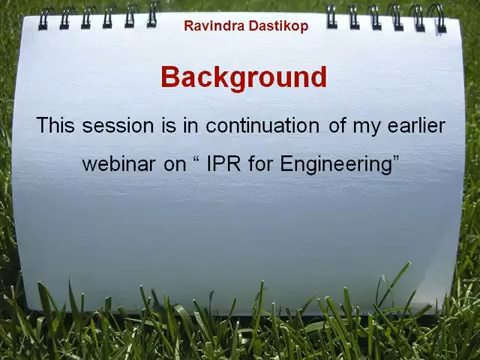 Ravindra Dastikop
Background
This session is in continuation of my earlier
webinar on “ IPR for Engineering”